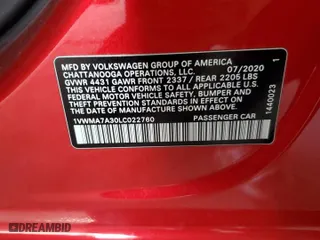 MFD BY VOLKSWAGEN GROUP OF AMERICA
CHATTANOOGA OPERATIONS, LLC. 07/2020
GVWR 4431 GAWR FRONT 2337 / REAR 2205 LBS
THIS VEHICLE CONFORMS TO ALL APPLICABLE U.S.
FEDERAL MOTOR VEHICLE SAFETY, BUMPER AND
THEFT PREVENTION STANDARDS IN EFFECT ON THE
DATE OF MANUFACTURE SHOWN ABOVE.
1VWMA7A30LC022760 PASSENGER CAR
1440023 1
DREAMBID